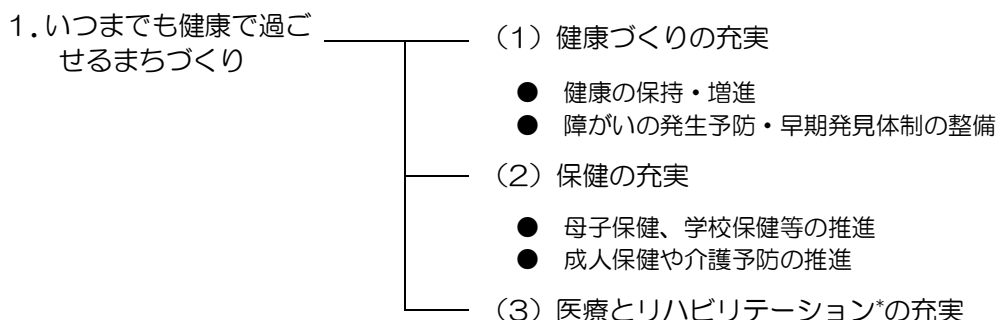 １．いつまでも健康で過ご
せるまちづくり
（１）健康づくりの充実
● 健康の保持・増進
● 障がいの発生予防・早期発見体制の整備
（２）保健の充実
● 母子保健、学校保健等の推進
● 成人保健や介護予防の推進
（３）医療とリハビリテーション*の充実